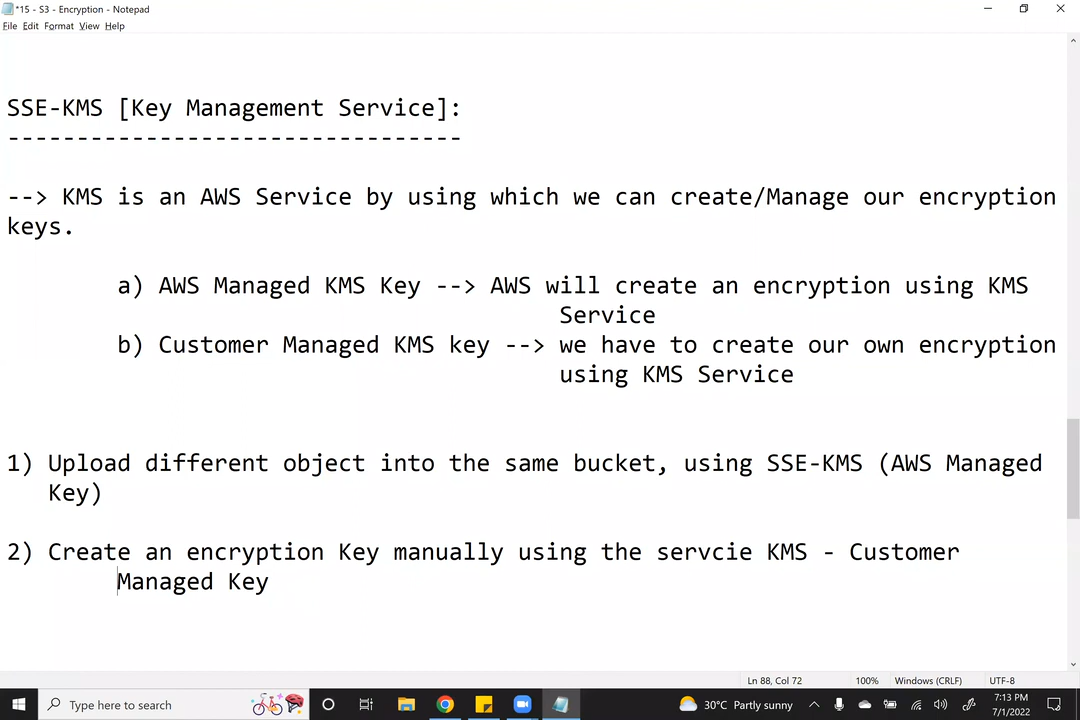 *15 - S3 - Encryption - Notepad
File Edit Format View Help
SSE-KMS [Key Management Service]:
---------------------------------
--> KMS is an AWS Service by using which we can create/Manage our encryption
keys.
a) AWS Managed KMS Key --> AWS will create an encryption using KMS
Service
b) Customer Managed KMS key --> we have to create our own encryption
using KMS Service
1) Upload different object into the same bucket, using SSE-KMS (AWS Managed
Key)
2) Create an encryption Key manually using the servcie KMS - Customer
Managed Key
Ln 88, Col 72 100% Windows (CRLF) UTF-8
Type here to search 30°C Partly sunny 7:13 PM
7/1/2022